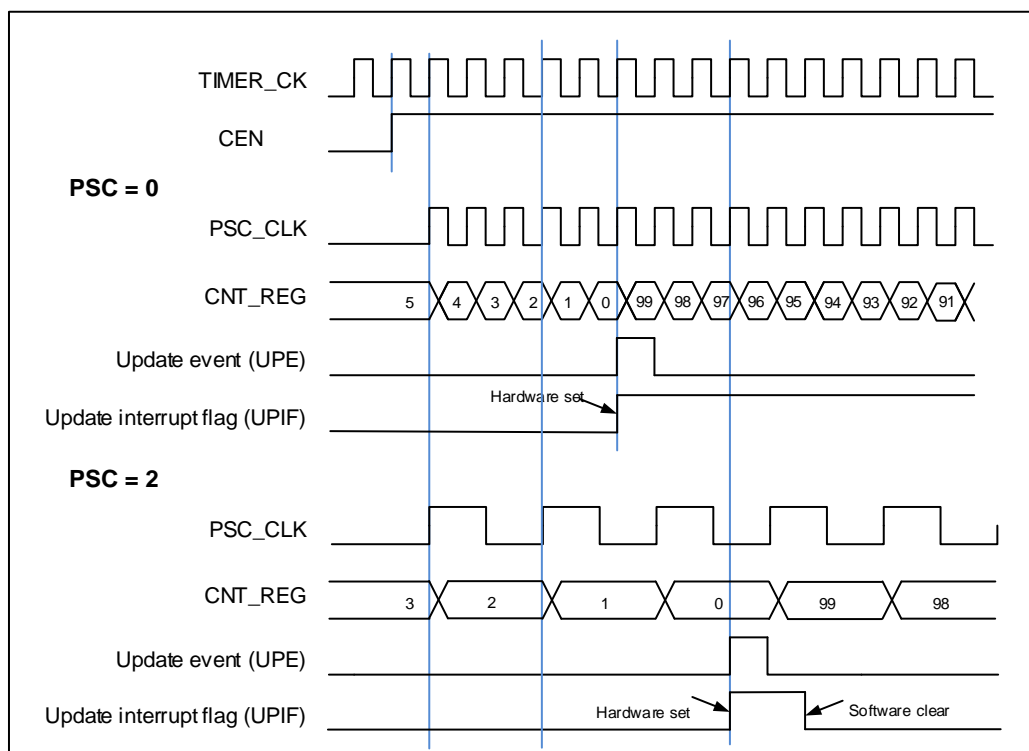 TIMER_CK
CEN
PSC = 0
PSC_CLK
CNT_REG 5 4 3 2 1 0 99 98 97 96 95 94 93 92 91
Update event (UPE)
Hardware set
Update interrupt flag (UPIF)
PSC = 2
PSC_CLK
CNT_REG 3 2 1 0 99 98
Update event (UPE)
Update interrupt flag (UPIF) Hardware set Software clear